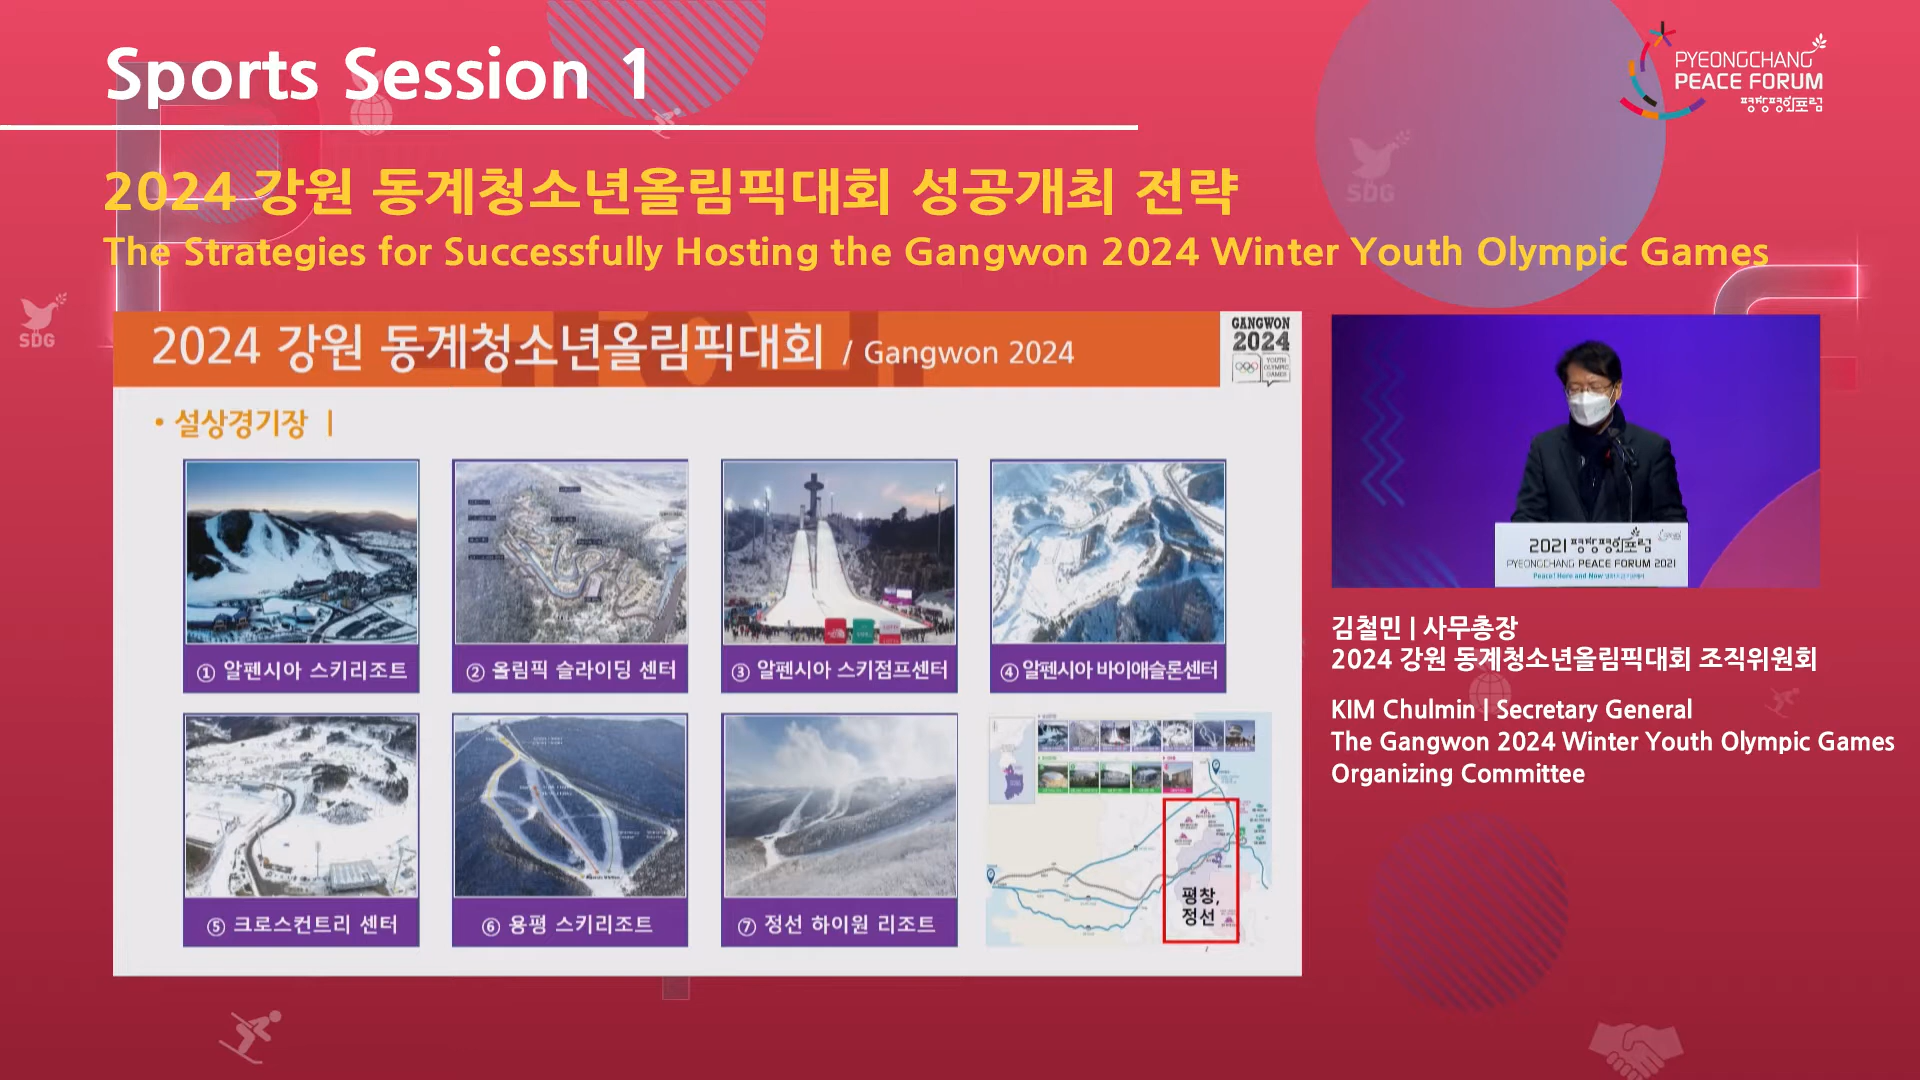 Sports Session 1
PYEONGCHANG
PEACE FORUM
평창평화포럼
2024 강원 동계청소년올림픽대회 성공개최 전략
The Strategies for Successfully Hosting the Gangwon 2024 Winter Youth Olympic Games
SDG
SDG
2024 강원 동계청소년올림픽대회 / Gangwon 2024
GANGWON
2024
YOUTH
OLYMPIC
GAMES
• 설상경기장 |
① 알펜시아 스키리조트
② 올림픽 슬라이딩 센터
③ 알펜시아 스키점프센터
④ 알펜시아 바이애슬론센터
⑤ 크로스컨트리 센터
⑥ 용평 스키리조트
⑦ 정선 하이원 리조트
평창,
정선
2021 평창평화포럼
PYEONGCHANG PEACE FORUM 2021
Peace! Here and Now
김철민 | 사무총장
2024 강원 동계청소년올림픽대회 조직위원회
KIM Chulmin | Secretary General
The Gangwon 2024 Winter Youth Olympic Games
Organizing Committee